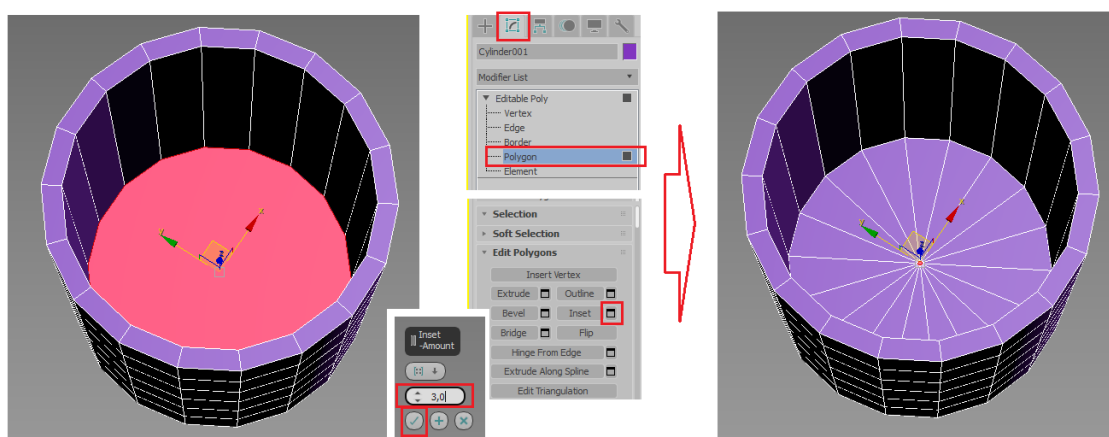 Cylinder001
Modifier List
Editable Poly
Vertex
Edge
Border
Polygon
Element
Selection
Soft Selection
Edit Polygons
Insert Vertex
Extrude Outline
Bevel Inset
Bridge Flip
Hinge From Edge
Extrude Along Spline
Edit Triangulation
Inset
-Amount
3,0